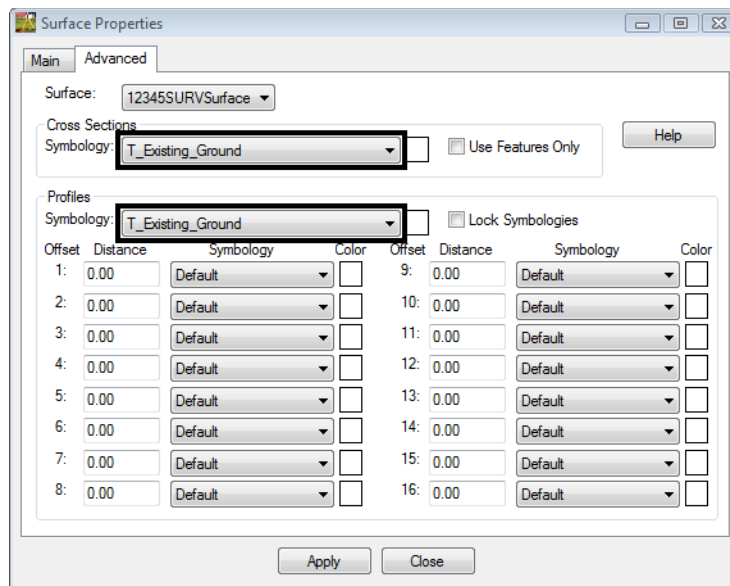 Surface Properties
Main Advanced
Surface: 12345SURVSurface
Cross Sections
Symbology: T_Existing_Ground Use Features Only Help
Profiles
Symbology: T_Existing_Ground Lock Symbologies
Offset Distance Symbology Color Offset Distance Symbology Color
1: 0.00 Default 9: 0.00 Default
2: 0.00 Default 10: 0.00 Default
3: 0.00 Default 11: 0.00 Default
4: 0.00 Default 12: 0.00 Default
5: 0.00 Default 13: 0.00 Default
6: 0.00 Default 14: 0.00 Default
7: 0.00 Default 15: 0.00 Default
8: 0.00 Default 16: 0.00 Default
Apply Close